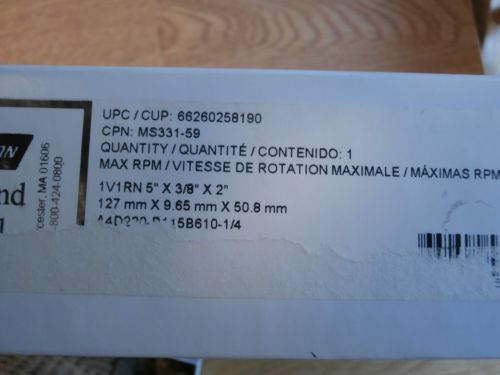 UPC / CUP: 66260258190
CPN: MS331-59
QUANTITY / QUANTITÉ / CONTENIDO: 1
MAX RPM / VITESSE DE ROTATION MAXIMALE / MÁXIMAS RPM
1V1RN 5" X 3/8" X 2"
127 mm X 9.65 mm X 50.8 mm
MA 01606
-800-424-0800